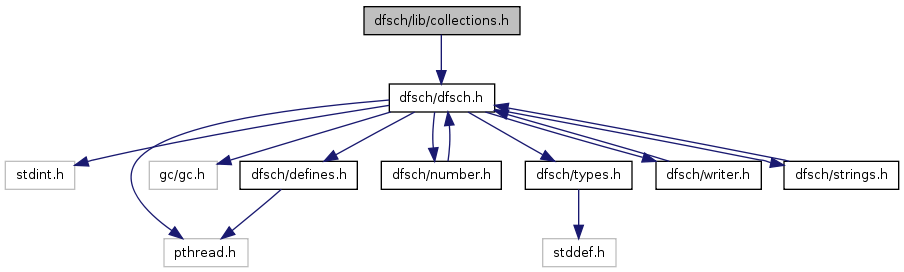 dfsch/lib/collections.h
dfsch/dfsch.h
stdint.h
gc/gc.h
dfsch/defines.h
dfsch/number.h
dfsch/types.h
dfsch/writer.h
dfsch/strings.h
pthread.h
stddef.h